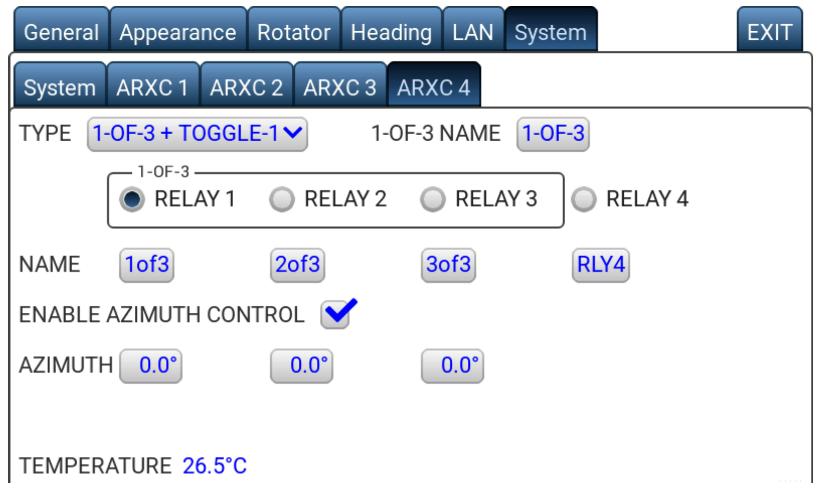 General Appearance Rotator Heading LAN System EXIT
System ARXC 1 ARXC 2 ARXC 3 ARXC 4
TYPE 1-OF-3 + TOGGLE-1 1-OF-3 NAME 1-OF-3
1-OF-3
RELAY 1 RELAY 2 RELAY 3 RELAY 4
NAME 1of3 2of3 3of3 RLY4
ENABLE AZIMUTH CONTROL
AZIMUTH 0.0° 0.0° 0.0°
TEMPERATURE 26.5°C